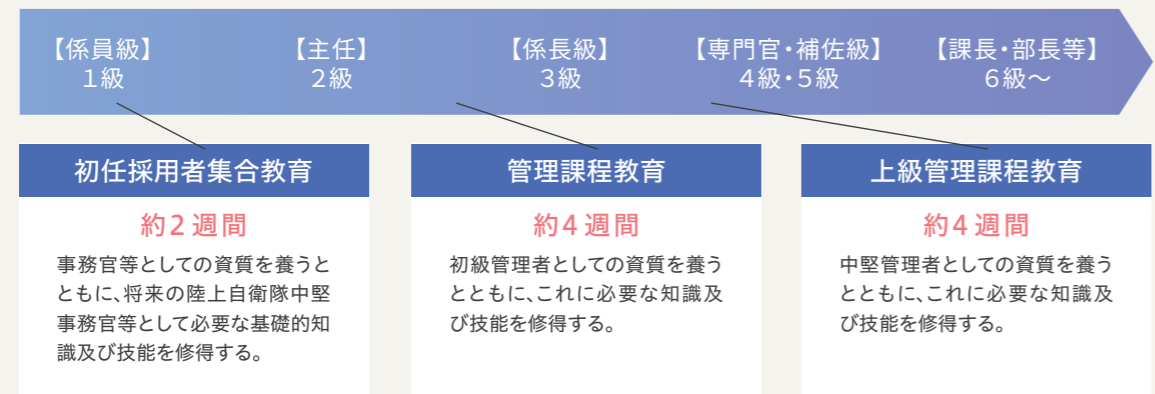 【係員級】
1級
【主任】
2級
【係長級】
3級
【専門官・補佐級】
4級・5級
【課長・部長等】
6級～
初任採用者集合教育
約2週間
事務官等としての資質を養うと
ともに、将来の陸上自衛隊中堅
事務官等として必要な基礎的知
識及び技能を修得する。
管理課程教育
約4週間
初級管理者としての資質を養う
とともに、これに必要な知識及
び技能を修得する。
上級管理課程教育
約4週間
中堅管理者としての資質を養う
とともに、これに必要な知識及
び技能を修得する。